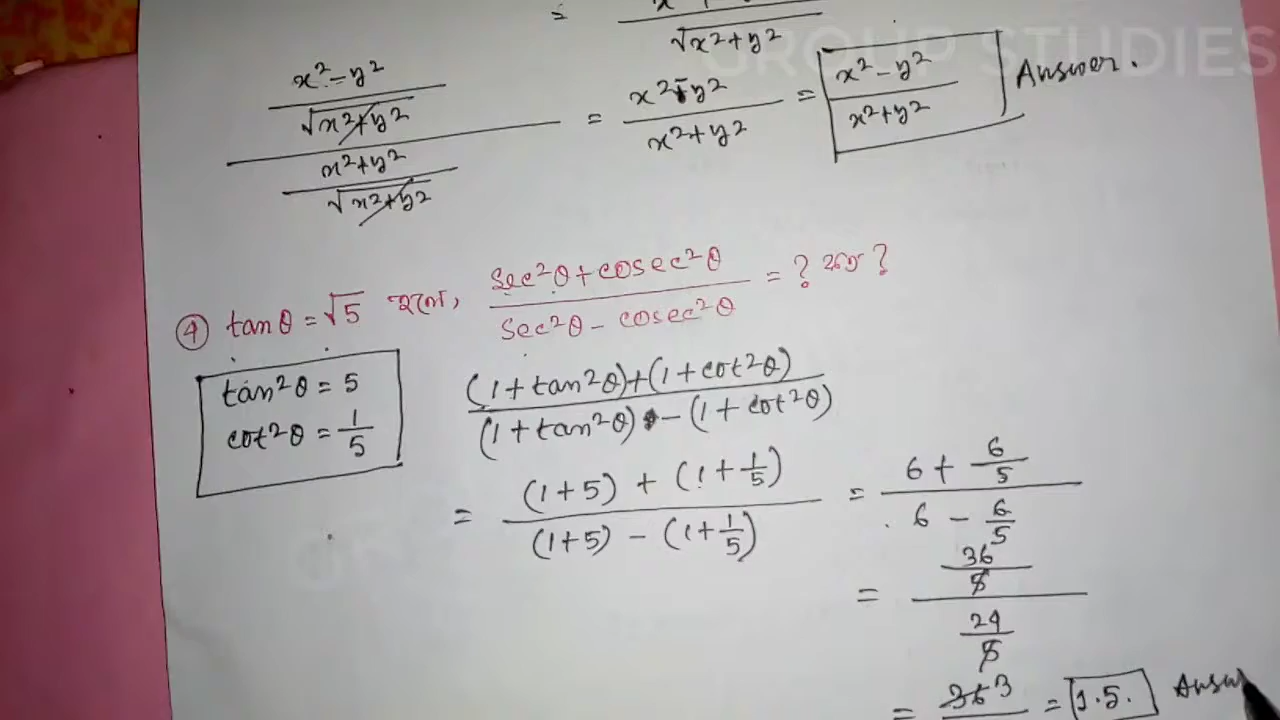 =
√x²+y²
GROUP STUDIES
x²-y²
√x²+y²
x²+y²
√x²+y²
= x²-y²
x²+y²
= x²-y²
x²+y²
Answer.
④ tanθ = √5 হলে, sec²θ+cosec²θ
sec²θ - cosec²θ
= ? কত?
tan²θ = 5
cot²θ = 1/5
(1+tan²θ)+(1+cot²θ)
(1+tan²θ) - (1+cot²θ)
= (1+5) + (1+1/5)
(1+5) - (1+1/5)
= 6 + 6/5
6 - 6/5
= 36/5
24/5
= 36 3
= 1.5.